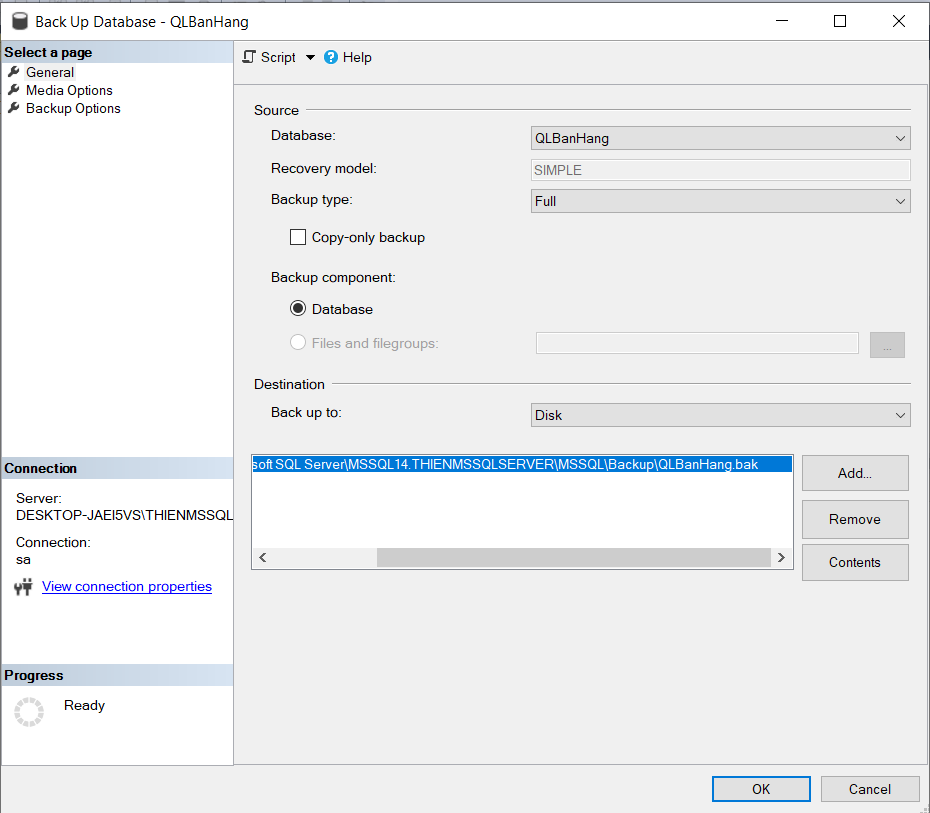 Back Up Database - QLBanHang
Select a page
General
Media Options
Backup Options
Script
Help
Source
Database:
QLBanHang
Recovery model:
SIMPLE
Backup type:
Full
Copy-only backup
Backup component:
Database
Files and filegroups:
...
Destination
Back up to:
Disk
soft SQL Server\MSSQL14.THIENMSSQLSERVER\MSSQL\Backup\QLBanHang.bak
Add...
Remove
Contents
Connection
Server:
DESKTOP-JAEI5VS\THIENMSSQL
Connection:
sa
View connection properties
Progress
Ready
OK
Cancel